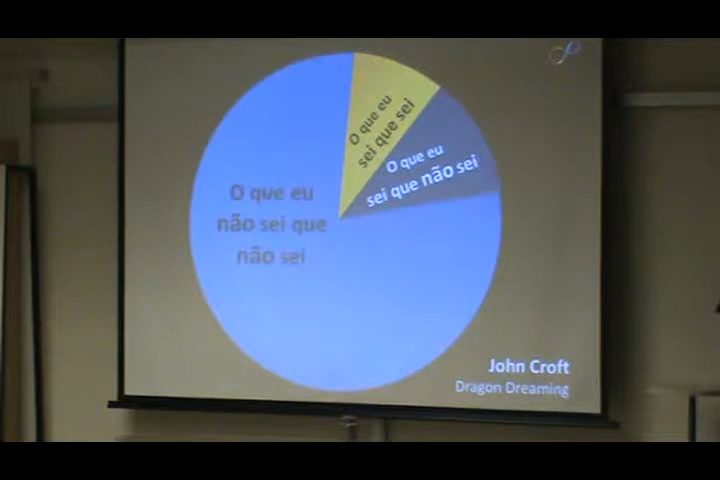 O que eu
sei que sei
O que eu
sei que não sei
O que eu
não sei que
não sei
John Croft
Dragon Dreaming